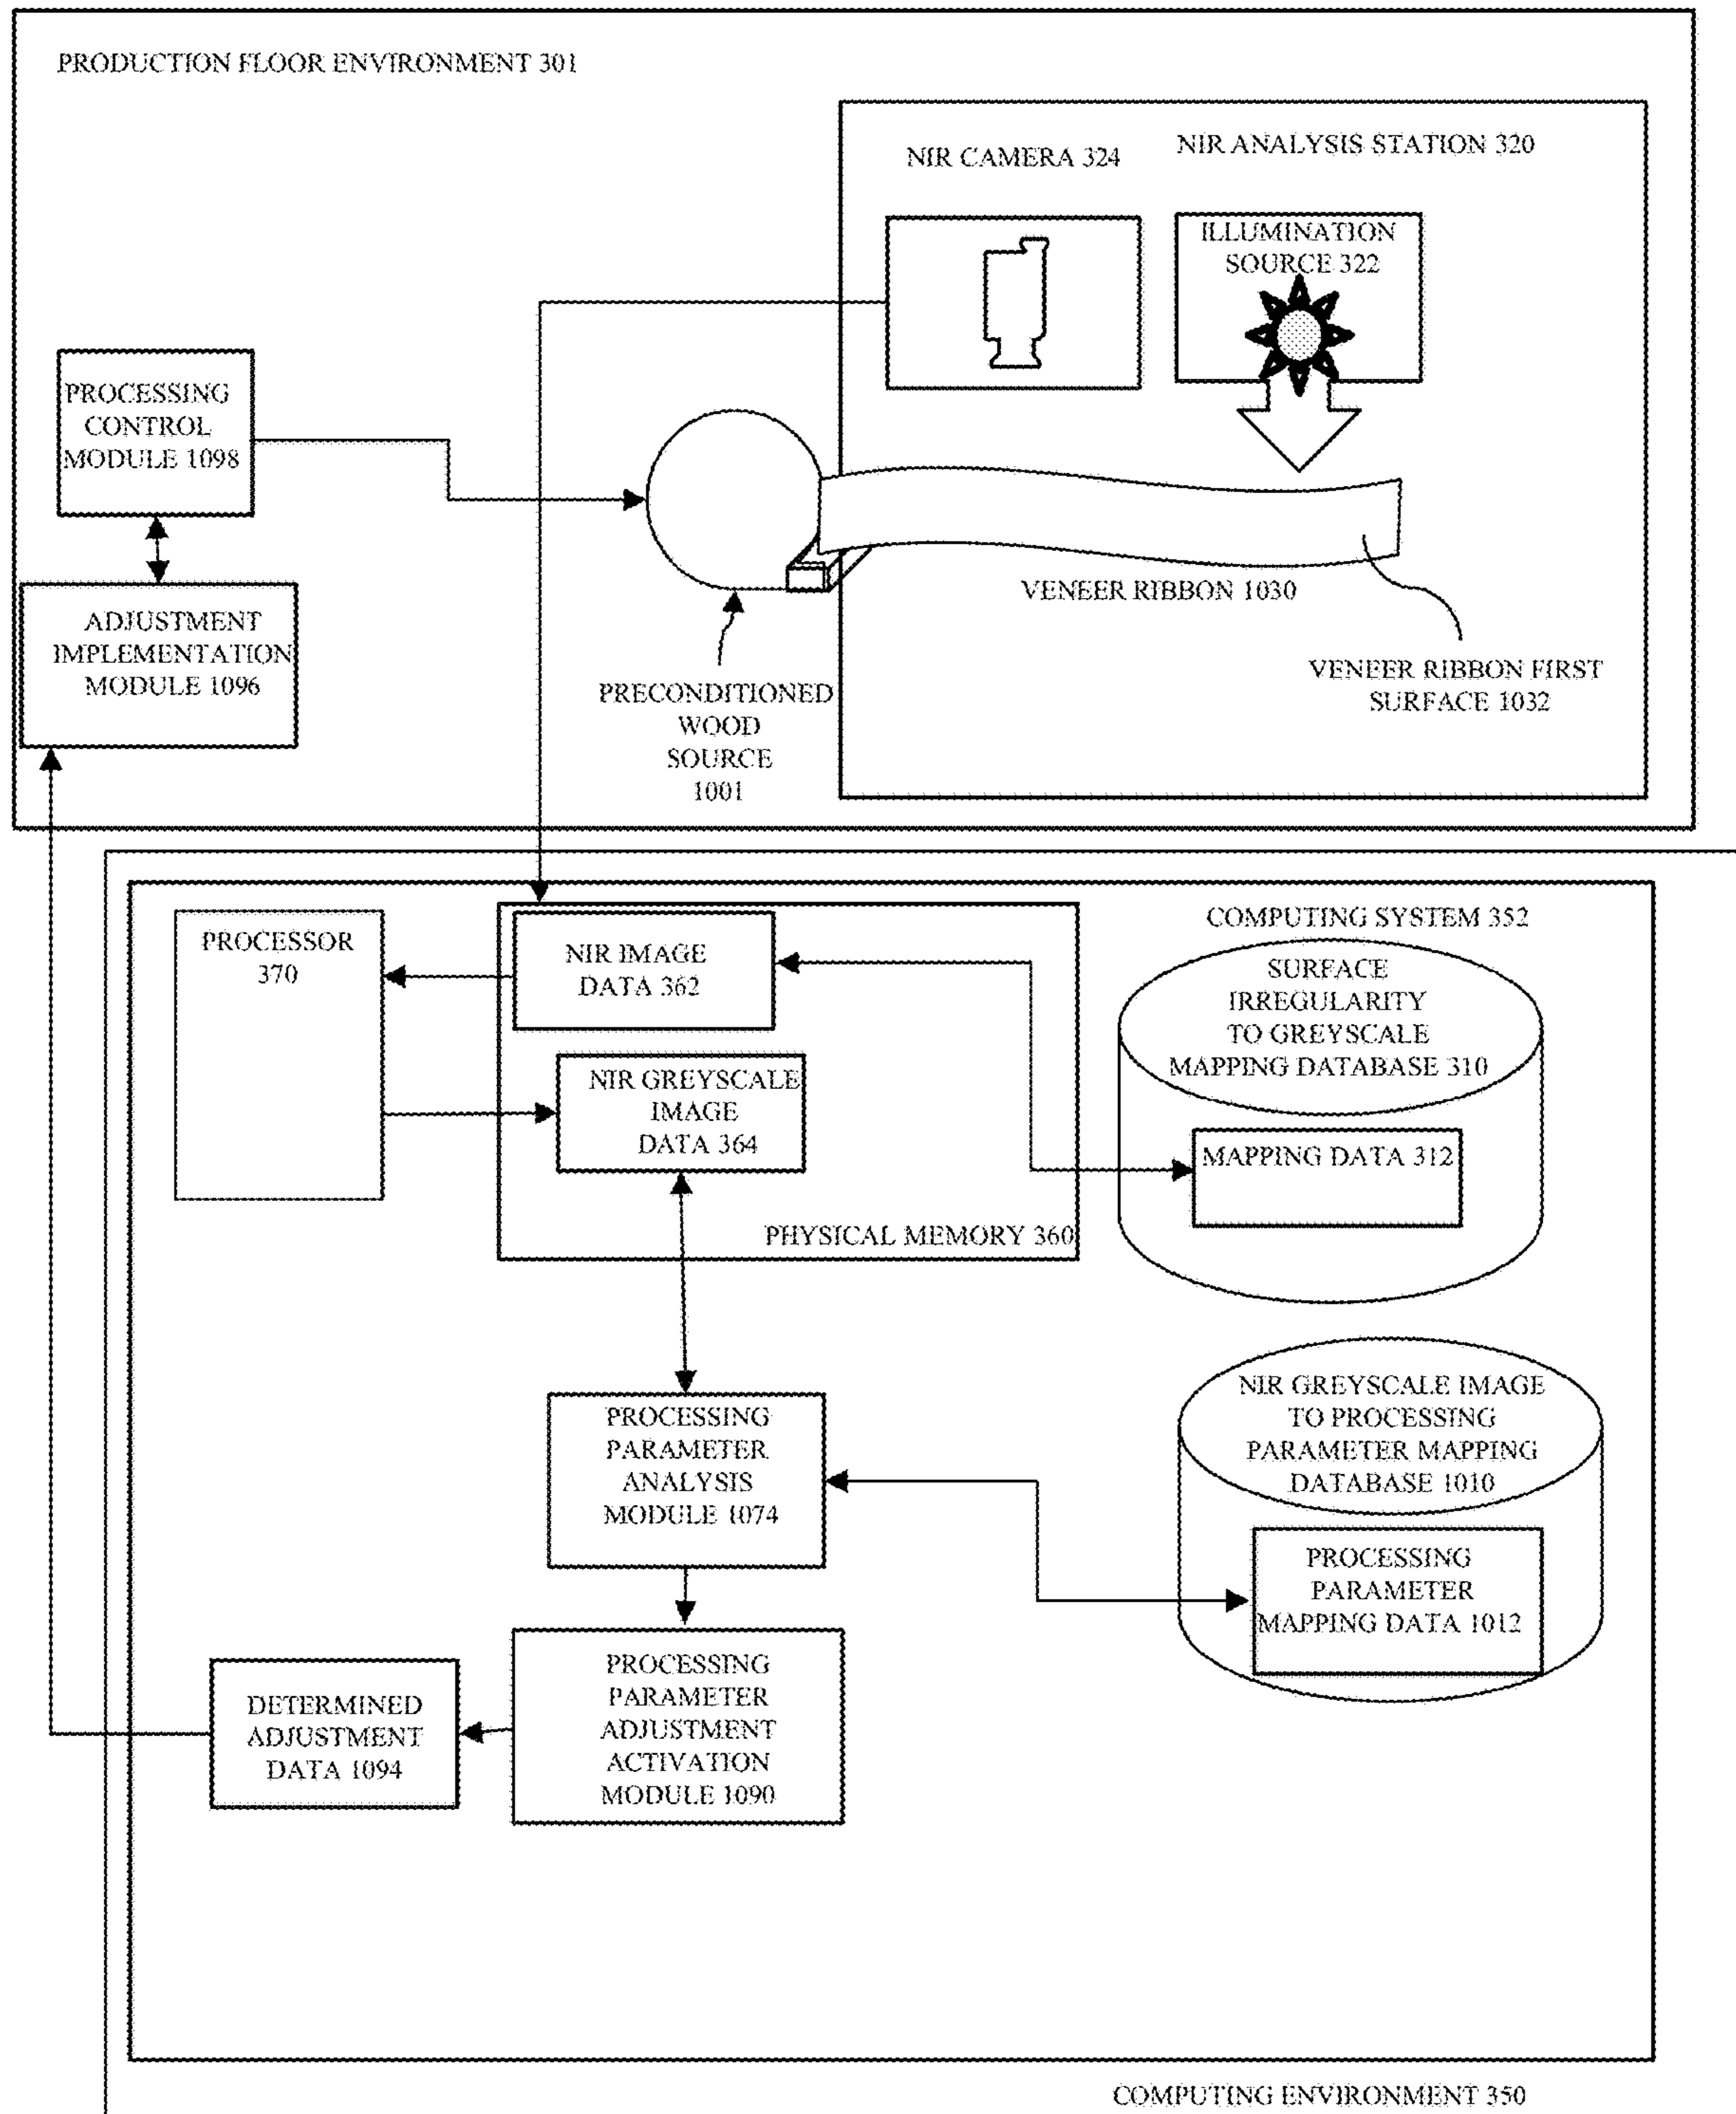 PRODUCTION FLOOR ENVIRONMENT 301
NIR CAMERA 324
NIR ANALYSIS STATION 320
ILLUMINATION
SOURCE 322
PROCESSING
CONTROL
MODULE 1098
ADJUSTMENT
IMPLEMENTATION
MODULE 1096
VENEER RIBBON 1030
PRECONDITIONED
WOOD
SOURCE
1001
VENEER RIBBON FIRST
SURFACE 1032
PROCESSOR
370
NIR IMAGE
DATA 362
NIR GREYSCALE
IMAGE
DATA 364
PHYSICAL MEMORY 360
COMPUTING SYSTEM 352
SURFACE
IRREGULARITY
TO GREYSCALE
MAPPING DATABASE 310
MAPPING DATA 312
PROCESSING
PARAMETER
ANALYSIS
MODULE 1074
NIR GREYSCALE IMAGE
TO PROCESSING
PARAMETER MAPPING
DATABASE 1010
PROCESSING
PARAMETER
MAPPING DATA 1012
PROCESSING
PARAMETER
ADJUSTMENT
ACTIVATION
MODULE 1090
DETERMINED
ADJUSTMENT
DATA 1094
COMPUTING ENVIRONMENT 350